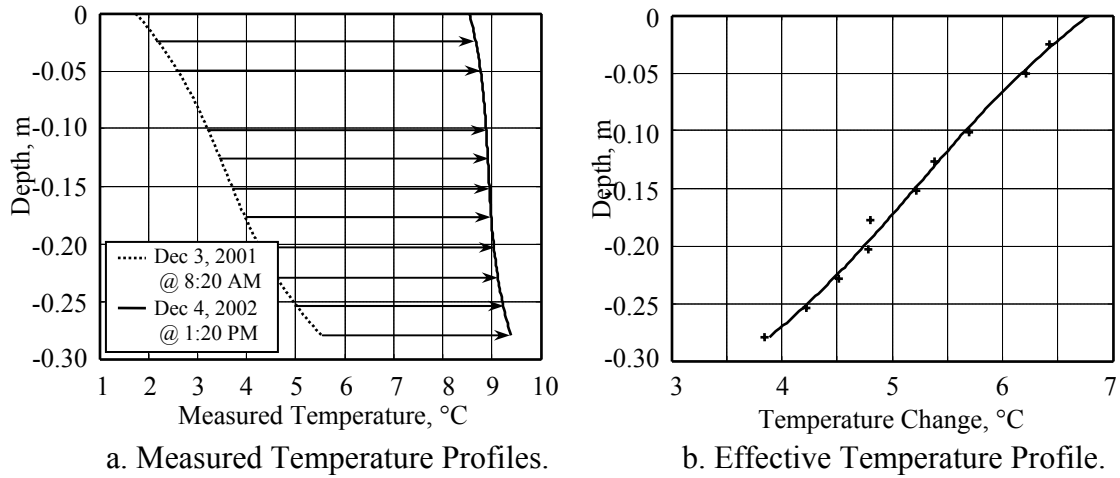 0
-0.05
-0.10
-0.15
-0.20
-0.25
-0.30
Depth, m
Dec 3, 2001
@ 8:20 AM
Dec 4, 2002
@ 1:20 PM
1 2 3 4 5 6 7 8 9 10
Measured Temperature, °C
a. Measured Temperature Profiles.
0
-0.05
-0.10
-0.15
-0.20
-0.25
-0.30
Depth, m
3 4 5 6 7
Temperature Change, °C
b. Effective Temperature Profile.